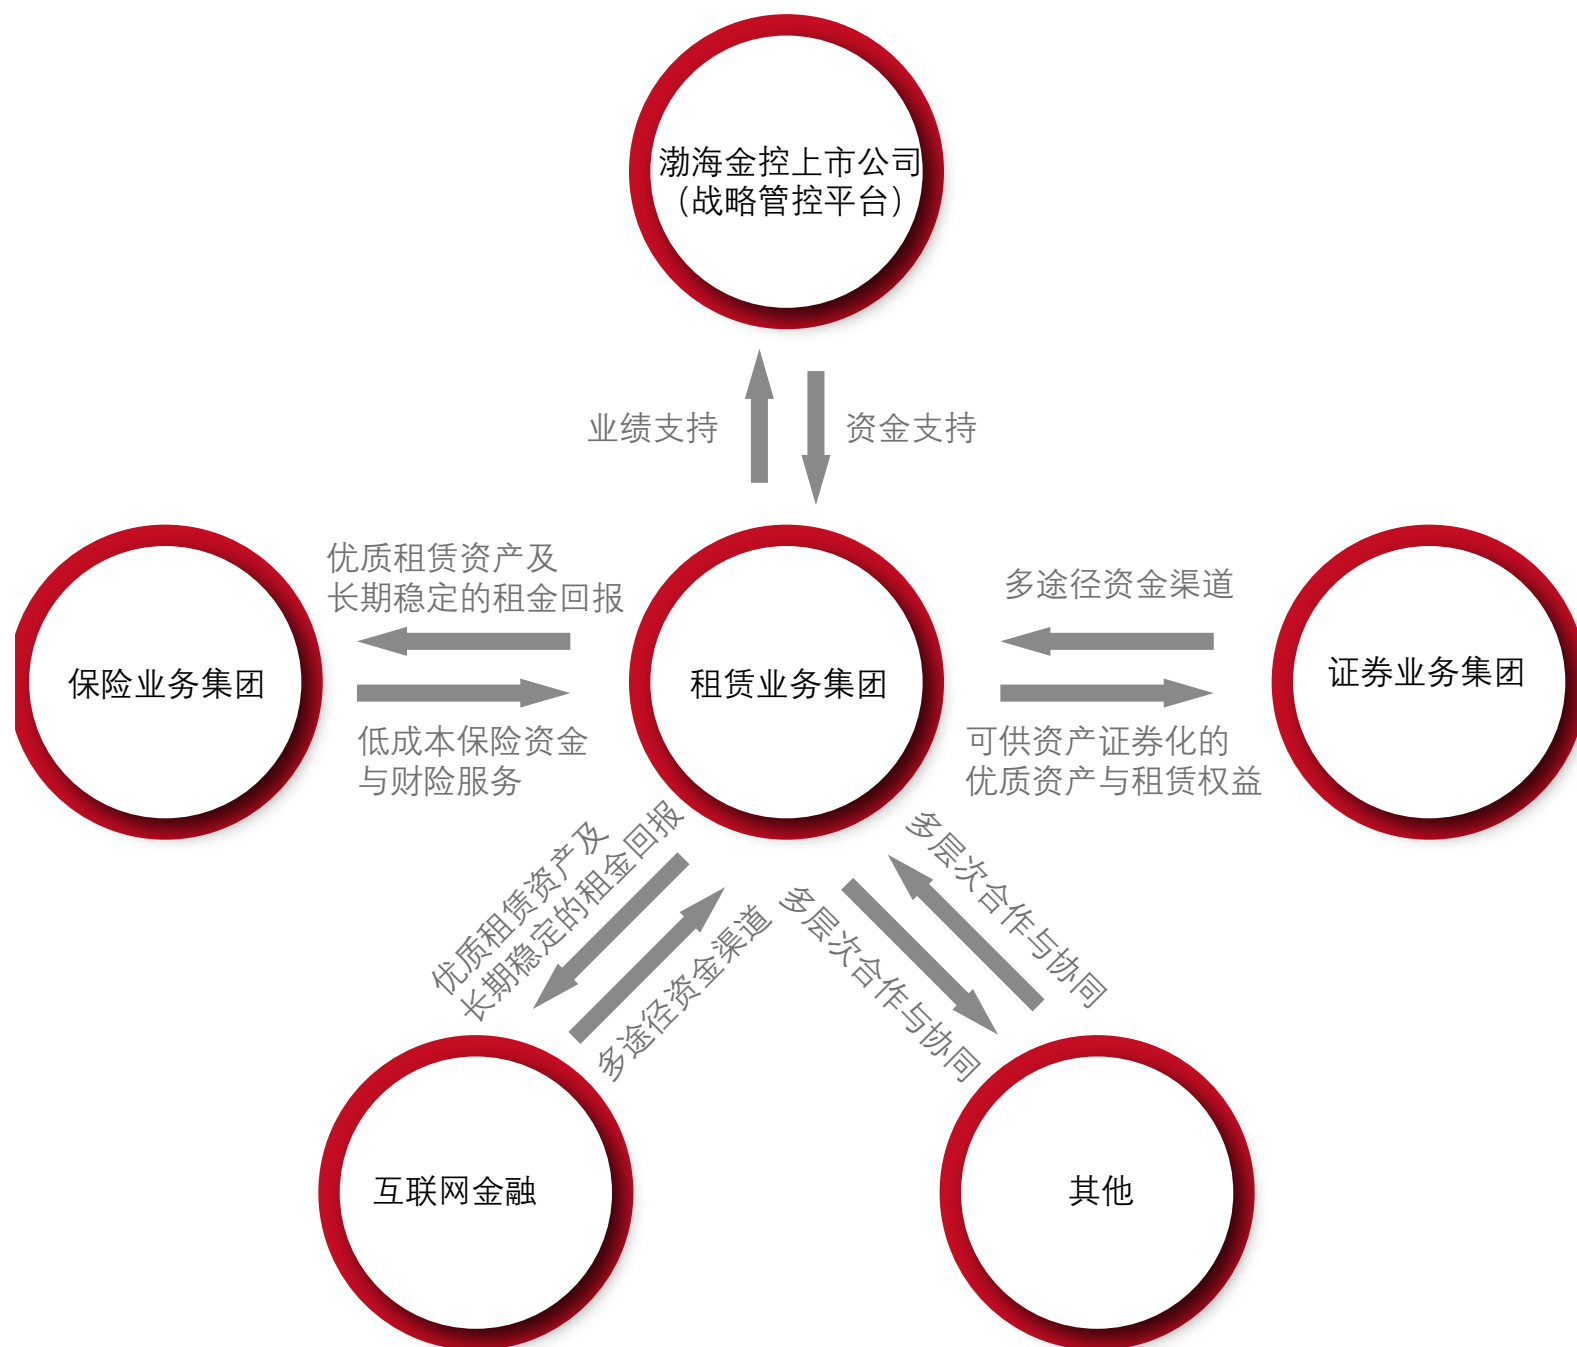 渤海金控上市公司
（战略管控平台）
业绩支持
资金支持
优质租赁资产及
长期稳定的租金回报
多途径资金渠道
保险业务集团
租赁业务集团
证券业务集团
低成本保险资金
与财险服务
可供资产证券化的
优质资产与租赁权益
优质租赁资产及
长期稳定的租金回报
多途径资金渠道
多层次合作与协同
多层次合作与协同
互联网金融
其他